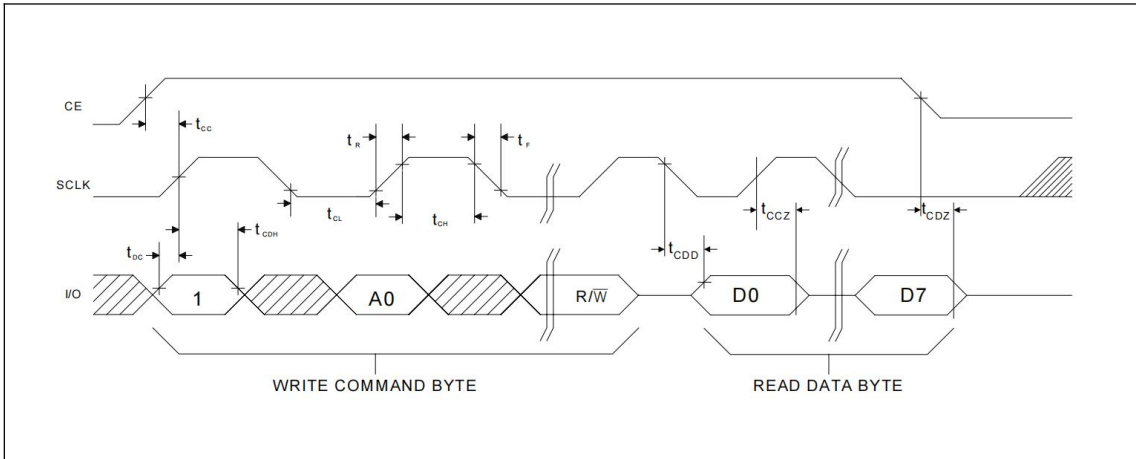 CE
tCC
tR
tF
SCLK
tCL
tCH
tCCZ
tCDZ
tCDH
tDC
tCDD
I/O
1
A0
R/W̅
D0
D7
WRITE COMMAND BYTE
READ DATA BYTE